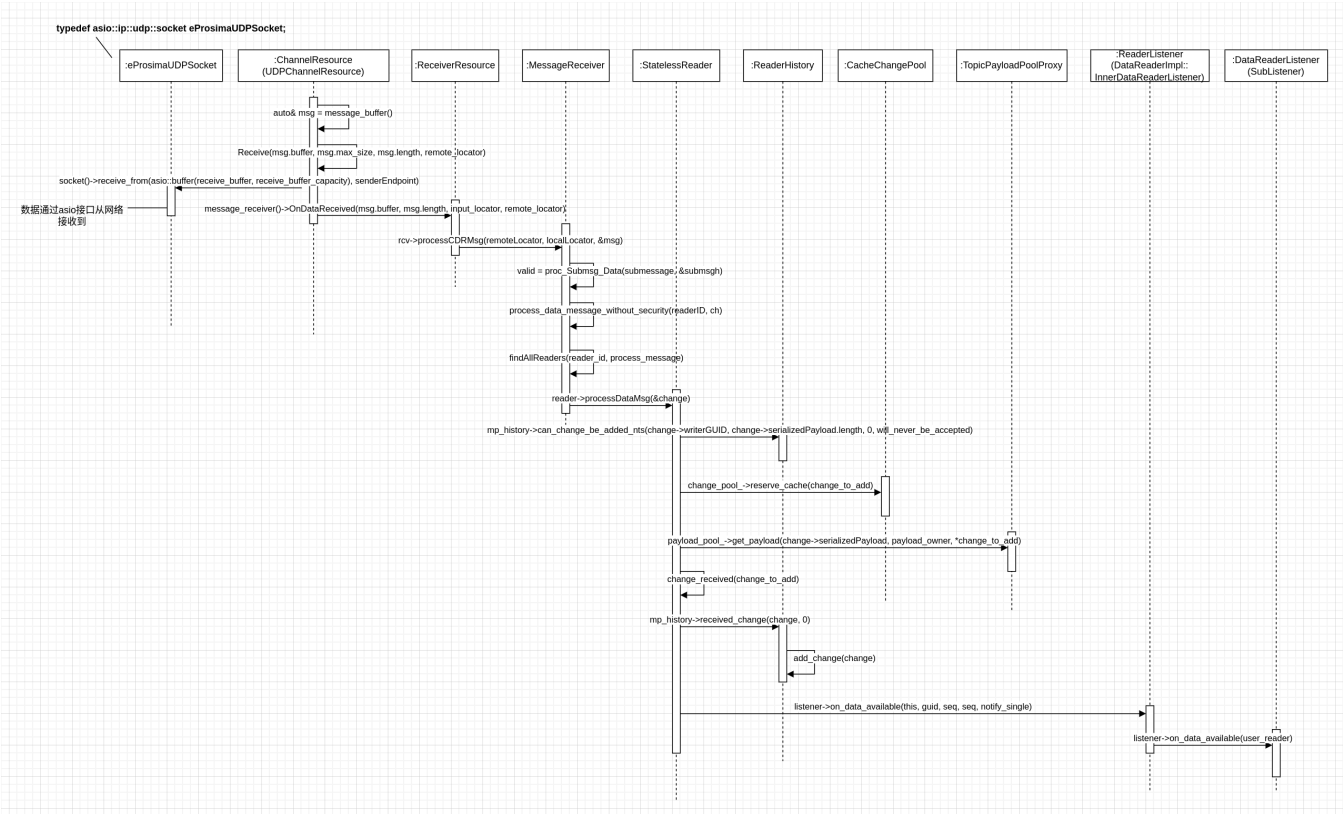 typedef asio::ip::udp::socket eProsimaUDPSocket;
:eProsimaUDPSocket
:ChannelResource
(UDPChannelResource)
:ReceiverResource
:MessageReceiver
:StatelessReader
:ReaderHistory
:CacheChangePool
:TopicPayloadPoolProxy
:ReaderListener
(DataReaderImpl::
InnerDataReaderListener)
:DataReaderListener
(SubListener)
auto& msg = message_buffer()
Receive(msg.buffer, msg.max_size, msg.length, remote_locator)
socket()->receive_from(asio::buffer(receive_buffer, receive_buffer_capacity), senderEndpoint)
数据通过asio接口从网络
接收到
message_receiver()->OnDataReceived(msg.buffer, msg.length, input_locator, remote_locator)
rcv->processCDRMsg(remoteLocator, localLocator, &msg)
valid = proc_Submsg_Data(submessage, &submsgh)
process_data_message_without_security(readerID, ch)
findAllReaders(reader_id, process_message)
reader->processDataMsg(&change)
mp_history->can_change_be_added_nts(change->writerGUID, change->serializedPayload.length, 0, will_never_be_accepted)
change_pool_->reserve_cache(change_to_add)
payload_pool_->get_payload(change->serializedPayload, payload_owner, *change_to_add)
change_received(change_to_add)
mp_history->received_change(change, 0)
add_change(change)
listener->on_data_available(this, guid, seq, seq, notify_single)
listener->on_data_available(user_reader)